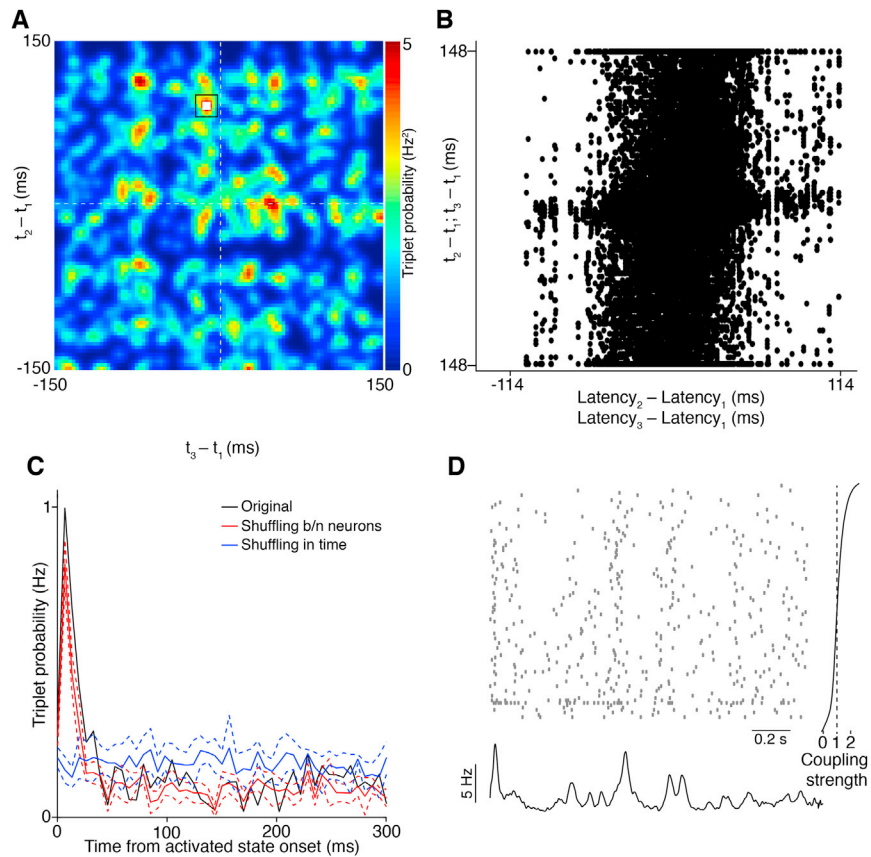 A
150
t₂ – t₁ (ms)
-150
-150
150
t₃ – t₁ (ms)
5
Triplet probability (Hz²)
0
B
148
t₂ – t₁; t₃ – t₁ (ms)
148
-114
114
Latency₂ – Latency₁ (ms)
Latency₃ – Latency₁ (ms)
C
1
Triplet probability (Hz)
0
Original
Shuffling b/n neurons
Shuffling in time
0
100
200
300
Time from activated state onset (ms)
D
0.2 s
0 1 2
Coupling
strength
5 Hz